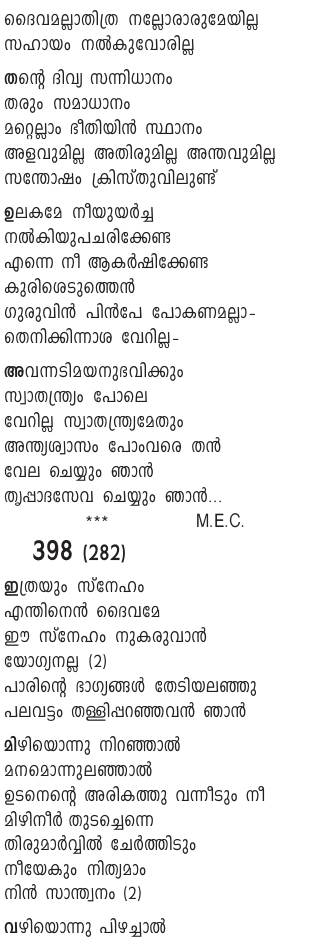 ദൈവമല്ലാതിത്ര നല്ലോരാരുമേയില്ല
സഹായം നൽകുവോരില്ല
തന്റെ ദിവ്യ സന്നിധാനം
തരും സമാധാനം
മറ്റെല്ലാം ഭീതിയിൻ സ്ഥാനം
അളവുമില്ല അതിരുമില്ല അന്തവുമില്ല
സന്തോഷം ക്രിസ്തുവിലുണ്ട്
ഉലകമേ നീയുയർച്ച
നൽകിയുപചരിക്കേണ്ട
എന്നെ നീ ആകർഷിക്കേണ്ട
കുരിശെടുത്തെൻ
ഗുരുവിൻ പിൻപേ പോകണമല്ലാ-
തെനിക്കിന്നാശ വേറില്ല-
അവന്നടിമയനുഭവിക്കും
സ്വാതന്ത്ര്യം പോലെ
വേറില്ല സ്വാതന്ത്ര്യമേതും
അന്ത്യശ്വാസം പോംവരെ തൻ
വേല ചെയ്യും ഞാൻ
തൃപ്പാദസേവ ചെയ്യും ഞാൻ...
*** M.E.C.
398 (282)
ഇത്രയും സ്നേഹം
എന്തിനെൻ ദൈവമേ
ഈ സ്നേഹം നുകരുവാൻ
യോഗ്യനല്ല (2)
പാരിന്റെ ഭാഗ്യങ്ങൾ തേടിയലഞ്ഞു
പലവട്ടം തള്ളിപ്പറഞ്ഞവൻ ഞാൻ
മിഴിയൊന്നു നിറഞ്ഞാൽ
മനമൊന്നുലഞ്ഞാൽ
ഉടനെന്റെ അരികത്തു വന്നീടും നീ
മിഴിനീർ തുടച്ചെന്നെ
തിരുമാർവ്വിൽ ചേർത്തിടും
നീയേകും നിത്യമാം
നിൻ സാന്ത്വനം (2)
വഴിയൊന്നു പിഴച്ചാൽ